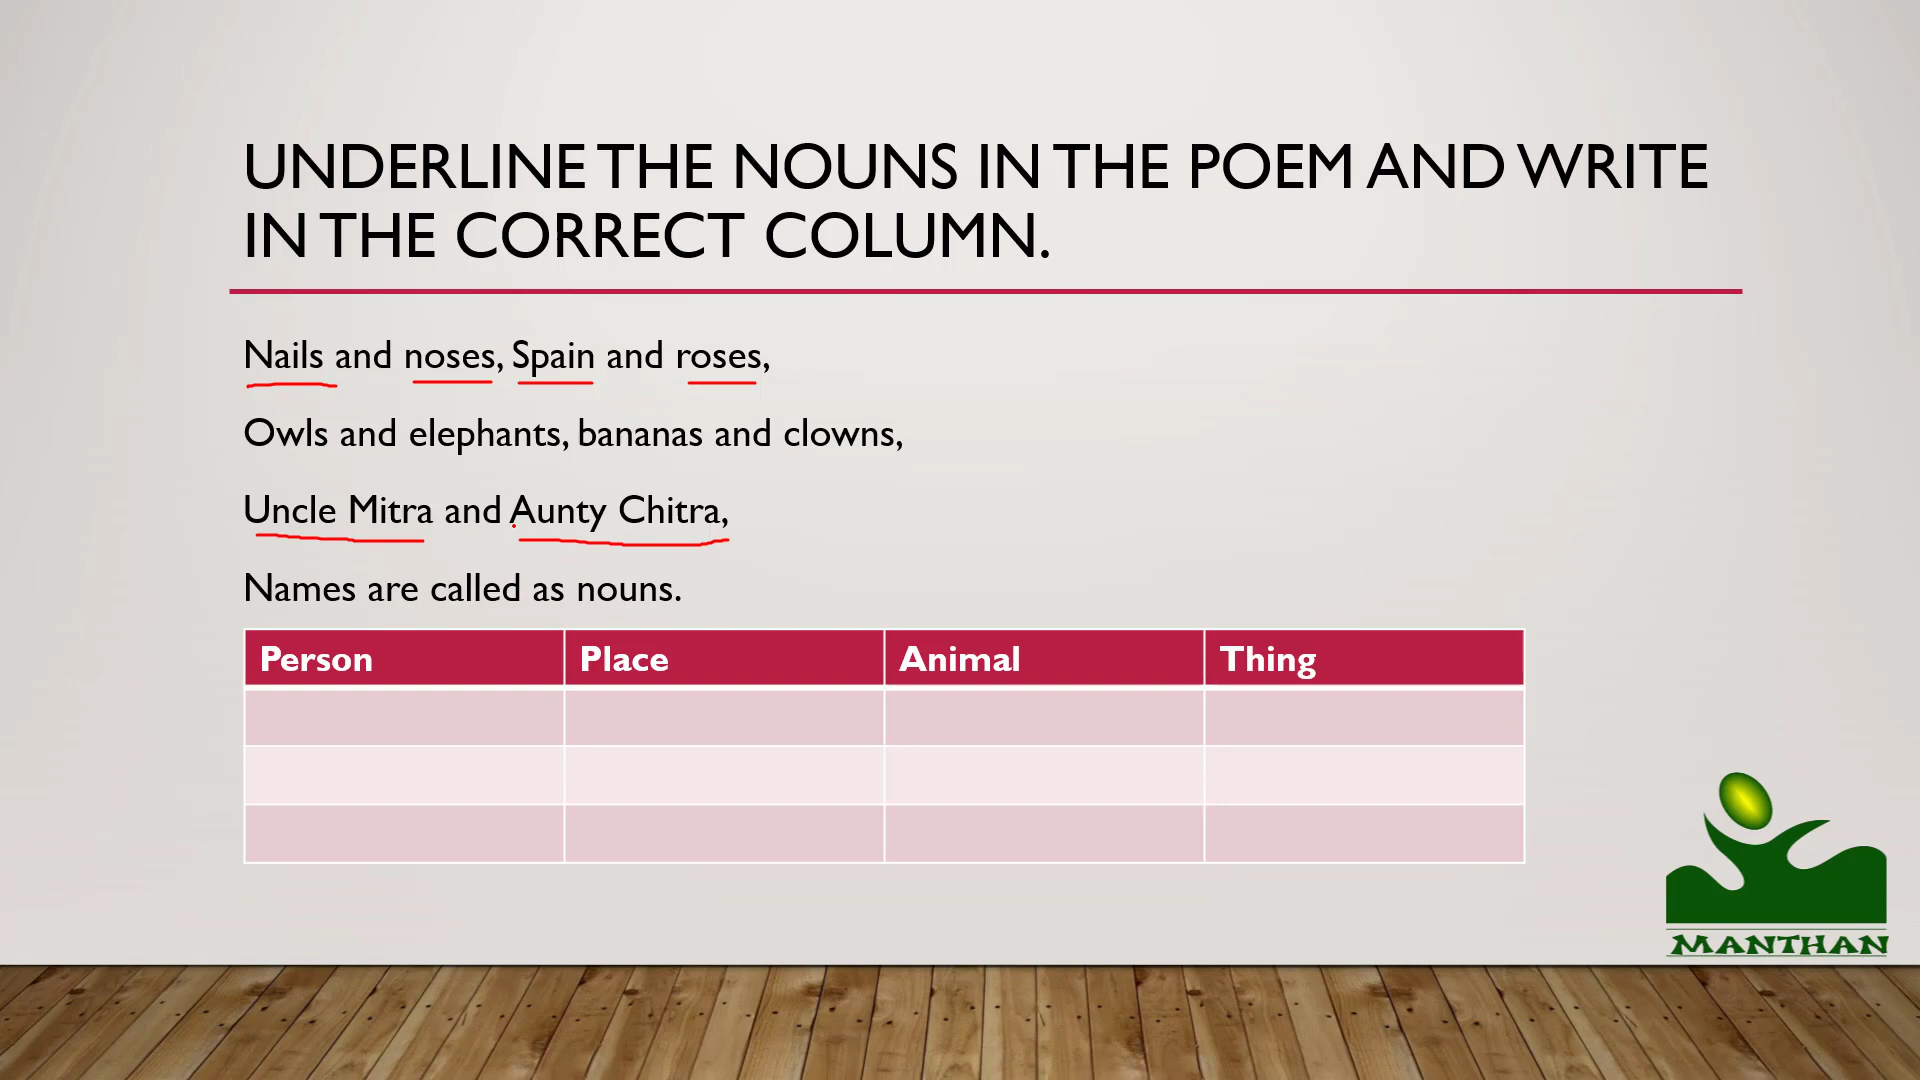 UNDERLINE THE NOUNS IN THE POEM AND WRITE
IN THE CORRECT COLUMN.
Nails and noses, Spain and roses,
Owls and elephants, bananas and clowns,
Uncle Mitra and Aunty Chitra,
Names are called as nouns.
Person Place Animal Thing
MANTHAN